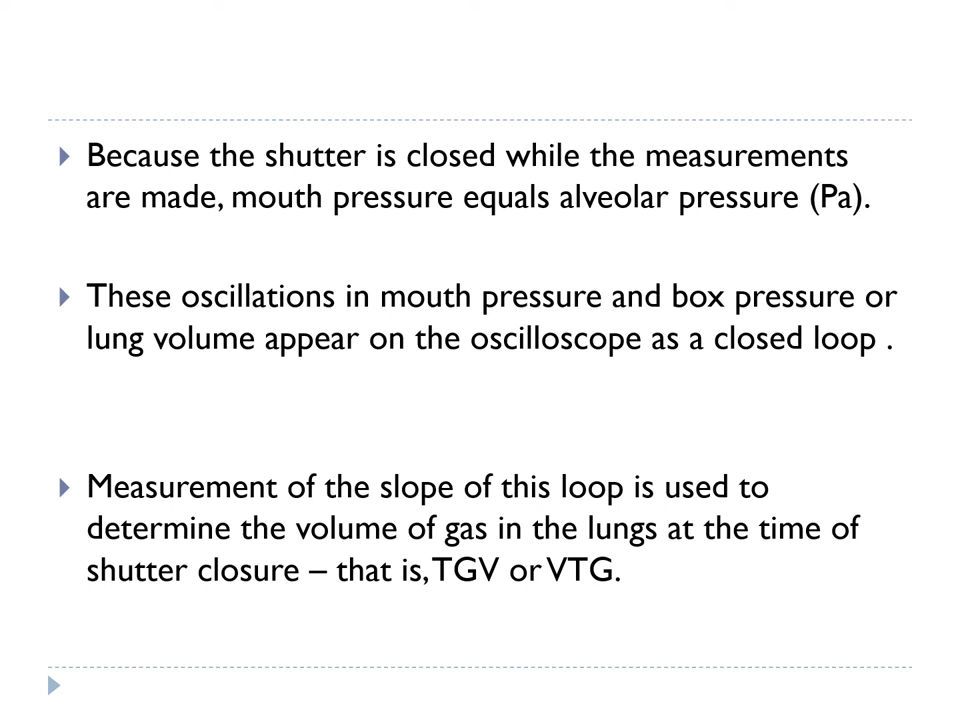 Because the shutter is closed while the measurements
are made, mouth pressure equals alveolar pressure (Pa).
These oscillations in mouth pressure and box pressure or
lung volume appear on the oscilloscope as a closed loop .
Measurement of the slope of this loop is used to
determine the volume of gas in the lungs at the time of
shutter closure – that is, TGV or VTG.